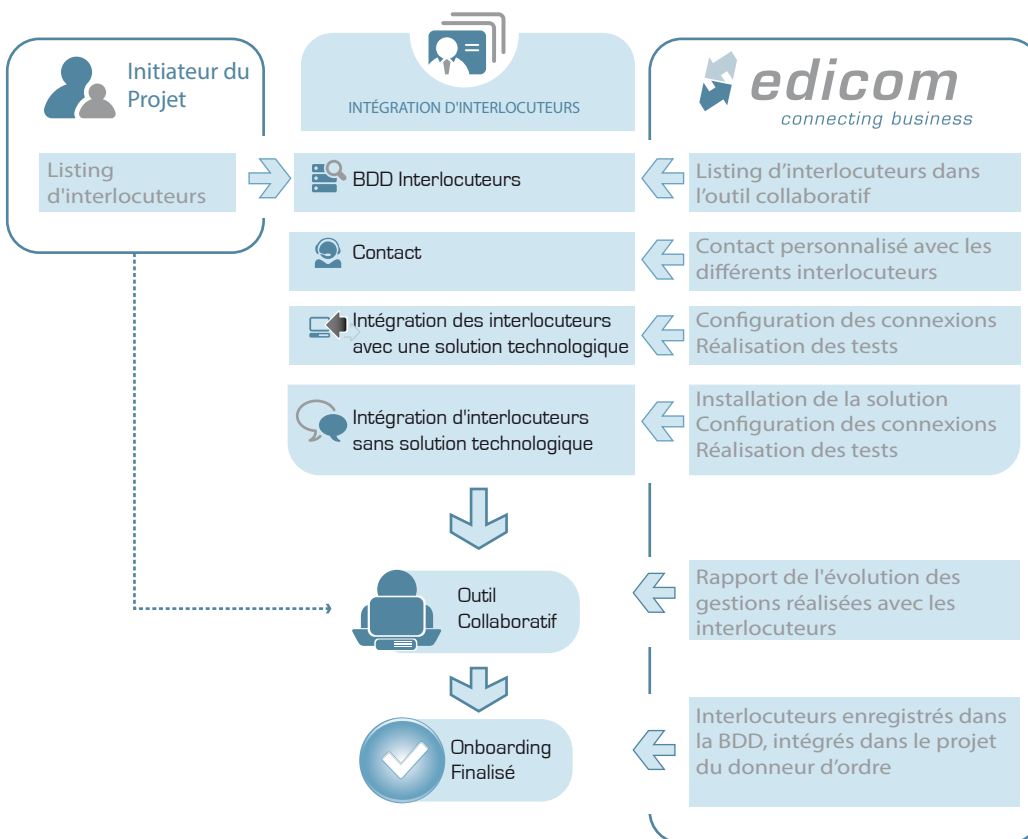 Initiateur du
Projet
INTÉGRATION D'INTERLOCUTEURS
edicom
connecting business
Listing
d'interlocuteurs
BDD Interlocuteurs
Listing d’interlocuteurs dans
l’outil collaboratif
Contact
Contact personnalisé avec les
différents interlocuteurs
Intégration des interlocuteurs
avec une solution technologique
Configuration des connexions
Réalisation des tests
Intégration d'interlocuteurs
sans solution technologique
Installation de la solution
Configuration des connexions
Réalisation des tests
Outil
Collaboratif
Rapport de l'évolution des
gestions réalisées avec les
interlocuteurs
Onboarding
Finalisé
Interlocuteurs enregistrés dans
la BDD, intégrés dans le projet
du donneur d’ordre